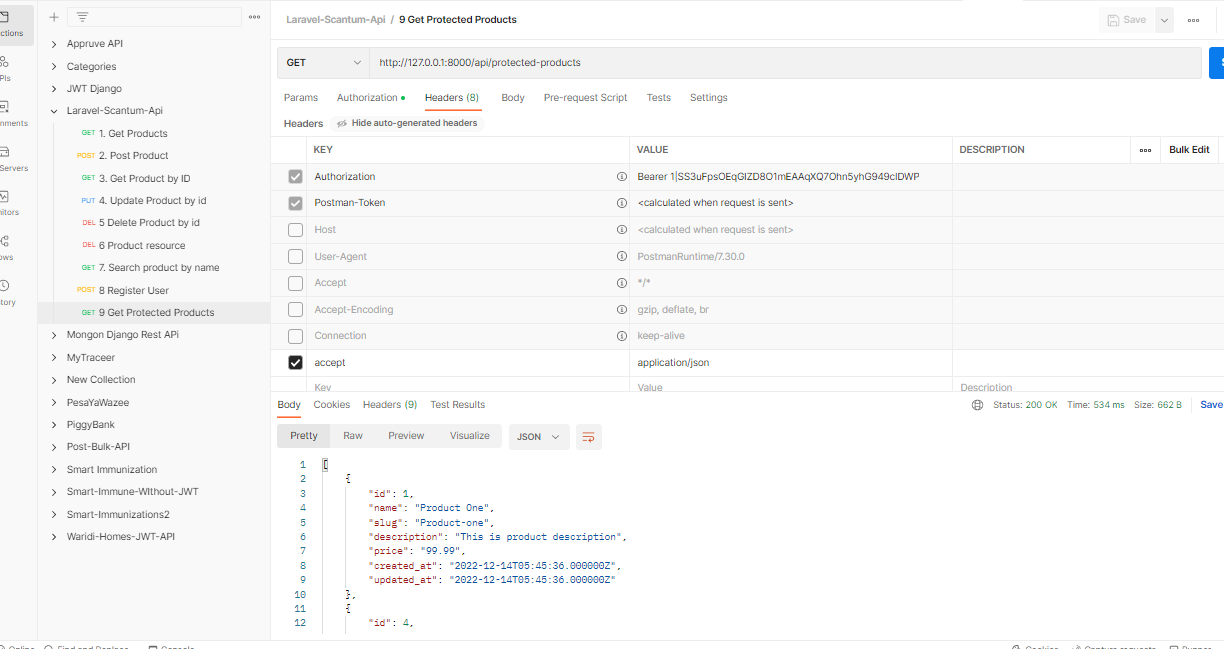 ctions
PIs
nments
Servers
nitors
ows
tory
Appruve API
Categories
JWT Django
Laravel-Scantum-Api
GET 1. Get Products
POST 2. Post Product
GET 3. Get Product by ID
PUT 4. Update Product by id
DEL 5 Delete Product by id
DEL 6 Product resource
GET 7. Search product by name
POST 8 Register User
GET 9 Get Protected Products
Mongon Django Rest APi
MyTraceer
New Collection
PesaYaWazee
PiggyBank
Post-Bulk-API
Smart Immunization
Smart-Immune-WIthout-JWT
Smart-Immunizations2
Waridi-Homes-JWT-API
Laravel-Scantum-Api / 9 Get Protected Products
Save
GET http://127.0.0.1:8000/api/protected-products
Params Authorization Headers (8) Body Pre-request Script Tests Settings
Headers Hide auto-generated headers
KEY VALUE DESCRIPTION Bulk Edit
Authorization Bearer 1|SS3uFpsOEqGIZD8O1mEAAqXQ7Ohn5yhG949cIDWP
Postman-Token <calculated when request is sent>
Host <calculated when request is sent>
User-Agent PostmanRuntime/7.30.0
Accept */*
Accept-Encoding gzip, deflate, br
Connection keep-alive
accept application/json
Key Value Description
Body Cookies Headers (9) Test Results Status: 200 OK Time: 534 ms Size: 662 B Save
Pretty Raw Preview Visualize JSON
1 [
2 {
3 "id": 1,
4 "name": "Product One",
5 "slug": "Product-one",
6 "description": "This is product description",
7 "price": "99.99",
8 "created_at": "2022-12-14T05:45:36.000000Z",
9 "updated_at": "2022-12-14T05:45:36.000000Z"
10 },
11 {
12 "id": 4,
Online Find and Replace Console Cookies Capture requests Runner